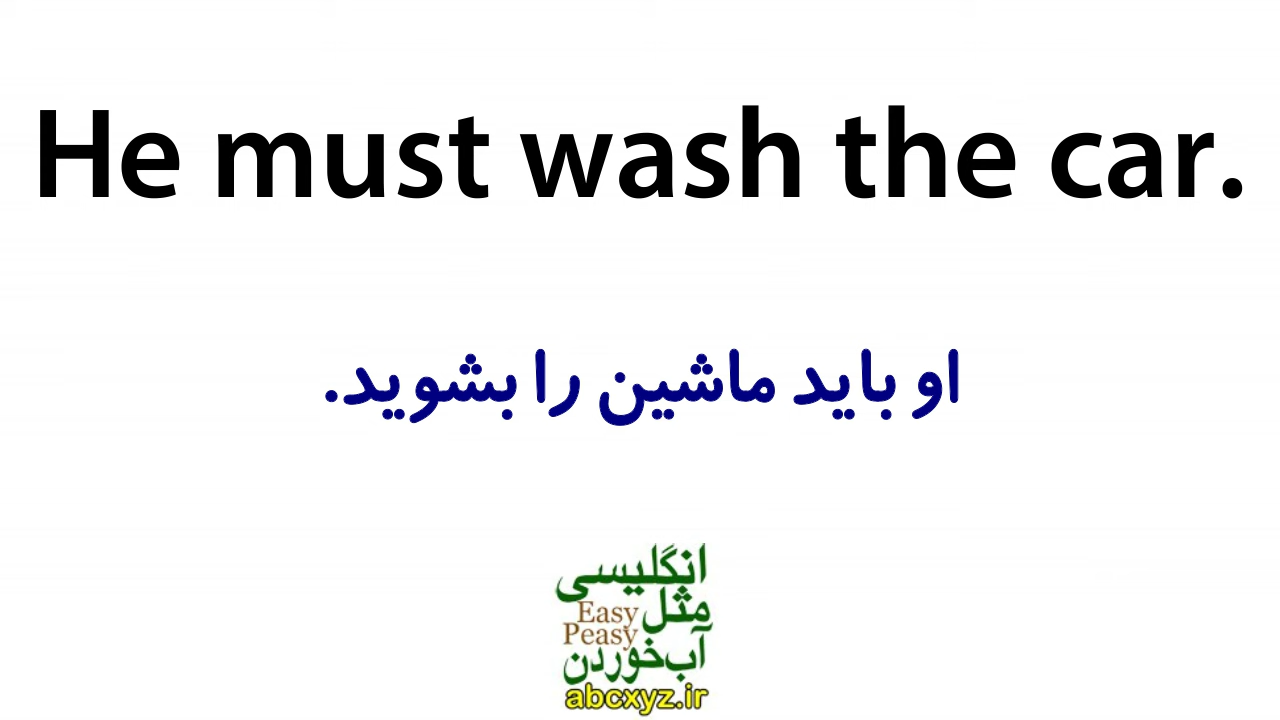 He must wash the car.
او باید ماشین را بشوید.
انگلیسی
مثل Easy
Peasy
آب خوردن
abcxyz.ir